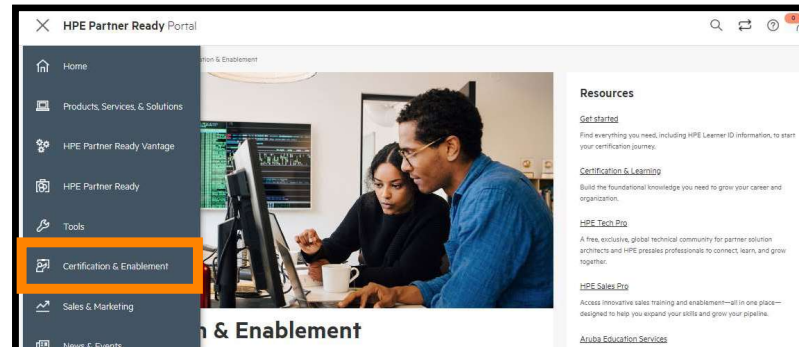 HPE Partner Ready Portal
0
Home
Products, Services, & Solutions
HPE Partner Ready Vantage
HPE Partner Ready
Tools
Certification & Enablement
Sales & Marketing
News & Events
ation & Enablement
n & Enablement
Resources
Get started
Find everything you need, including HPE Learner ID information, to start
your certification journey.
Certification & Learning
Build the foundational knowledge you need to grow your career and
organization.
HPE Tech Pro
A free, exclusive, global technical community for partner solution
architects and HPE presales professionals to connect, learn, and grow
together.
HPE Sales Pro
Access innovative sales training and enablement—all in one place—
designed to help you expand your skills and grow your pipeline.
Aruba Education Services